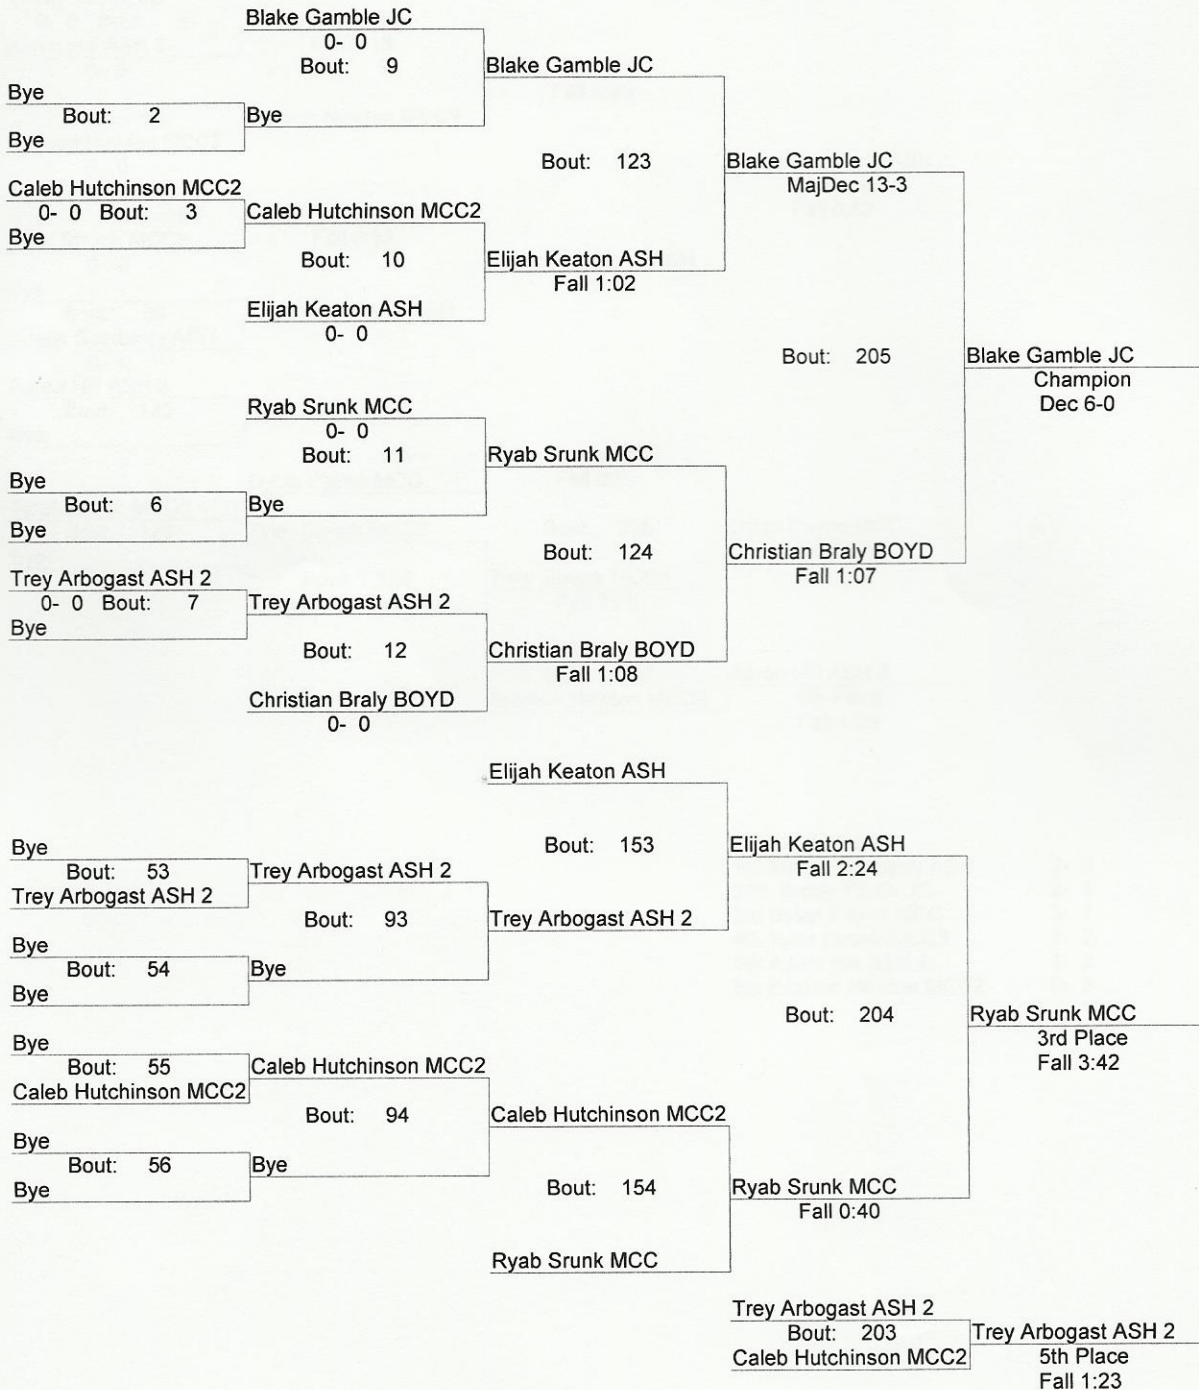 Blake Gamble JC
0- 0
Bout: 9
Blake Gamble JC
Bye
Bout: 2
Bye
Bye
Bout: 123
Blake Gamble JC
MajDec 13-3
Caleb Hutchinson MCC2
0- 0 Bout: 3
Caleb Hutchinson MCC2
Bye
Bout: 10
Elijah Keaton ASH
Fall 1:02
Elijah Keaton ASH
0- 0
Bout: 205
Blake Gamble JC
Champion
Dec 6-0
Ryab Srunk MCC
0- 0
Bout: 11
Ryab Srunk MCC
Bye
Bout: 6
Bye
Bye
Bout: 124
Christian Braly BOYD
Fall 1:07
Trey Arbogast ASH 2
0- 0 Bout: 7
Trey Arbogast ASH 2
Bye
Bout: 12
Christian Braly BOYD
Fall 1:08
Christian Braly BOYD
0- 0
Elijah Keaton ASH
Bout: 153
Elijah Keaton ASH
Fall 2:24
Bye
Bout: 53
Trey Arbogast ASH 2
Trey Arbogast ASH 2
Bout: 93
Trey Arbogast ASH 2
Bye
Bout: 54
Bye
Bye
Bout: 204
Ryab Srunk MCC
3rd Place
Fall 3:42
Bye
Bout: 55
Caleb Hutchinson MCC2
Caleb Hutchinson MCC2
Bout: 94
Caleb Hutchinson MCC2
Bye
Bout: 56
Bye
Bye
Bout: 154
Ryab Srunk MCC
Fall 0:40
Ryab Srunk MCC
Trey Arbogast ASH 2
Bout: 203
Caleb Hutchinson MCC2
Trey Arbogast ASH 2
5th Place
Fall 1:23